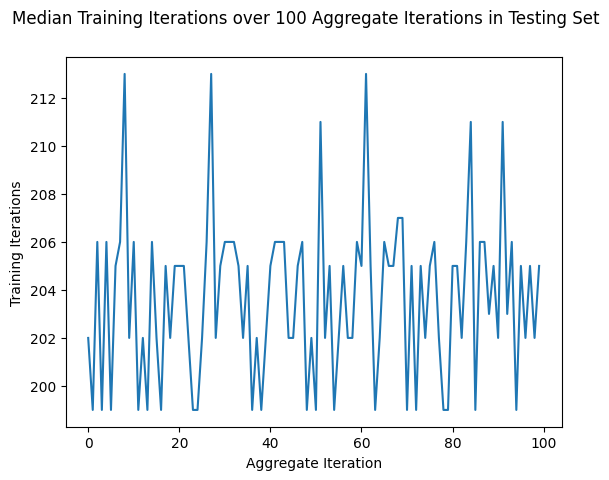 Median Training Iterations over 100 Aggregate Iterations in Testing Set
Training Iterations
212
210
208
206
204
202
200
0 20 40 60 80 100
Aggregate Iteration